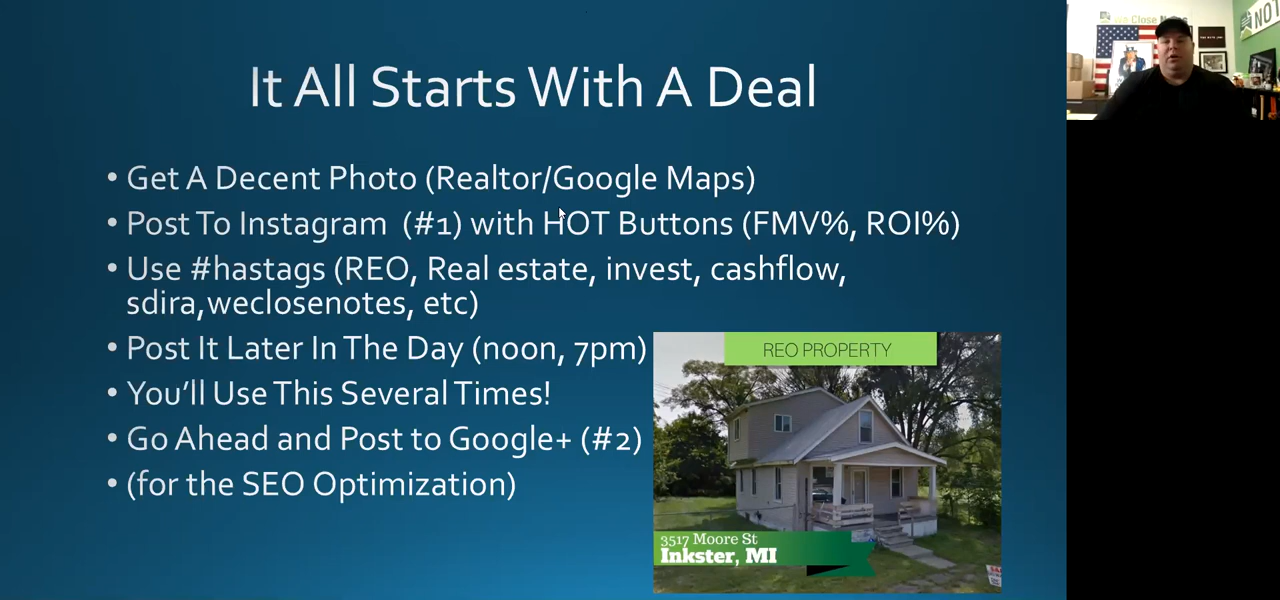 It All Starts With A Deal
• Get A Decent Photo (Realtor/Google Maps)
• Post To Instagram (#1) with HOT Buttons (FMV%, ROI%)
• Use #hastags (REO, Real estate, invest, cashflow,
sdira,weclosenotes, etc)
• Post It Later In The Day (noon, 7pm)
• You'll Use This Several Times!
• Go Ahead and Post to Google+ (#2)
• (for the SEO Optimization)
REO PROPERTY
3517 Moore St
Inkster, MI
Close Notes
NOT